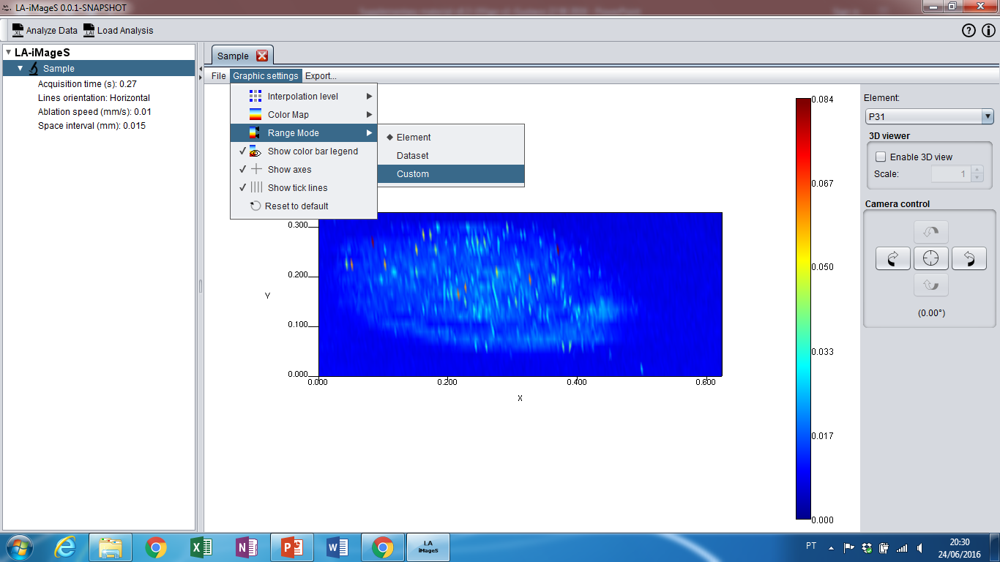 LA-iMageS 0.0.1-SNAPSHOT
Analyze Data Load Analysis
LA-iMageS
Sample
Acquisition time (s): 0.27
Lines orientation: Horizontal
Ablation speed (mm/s): 0.01
Space interval (mm): 0.015
Sample
File Graphic settings Export...
Interpolation level
Color Map
Range Mode
Show color bar legend
Show axes
Show tick lines
Reset to default
Element
Dataset
Custom
0.300
0.200
0.100
0.000
Y
0.000 0.200 0.400 0.600
X
0.084
0.067
0.050
0.033
0.017
0.000
Element:
P31
3D viewer
Enable 3D view
Scale: 1
Camera control
(0.00°)
LA
iMageS
PT
20:30
24/06/2016